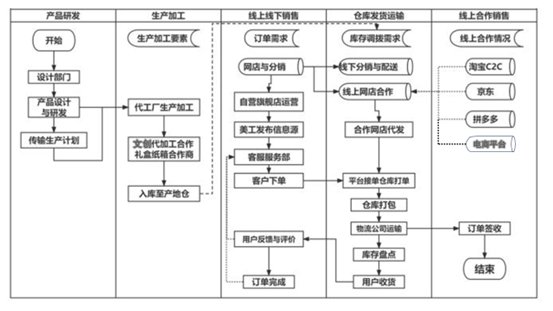 产品研发
生产加工
线上线下销售
仓库发货运输
线上合作销售
开始
设计部门
产品设计
与研发
传输生产计划
生产加工要素
代工厂生产加工
文创代加工合作
礼盒纸箱合作商
入库至产地仓
订单需求
网店与分销
自营旗舰店运营
美工发布信息源
客服服务部
客户下单
用户反馈与评价
订单完成
库存调拨需求
线下分销与配送
线上网店合作
合作网店代发
平台接单仓库打单
仓库打包
物流公司运输
库存盘点
用户收货
线上合作情况
淘宝C2C
京东
拼多多
电商平台
订单签收
结束